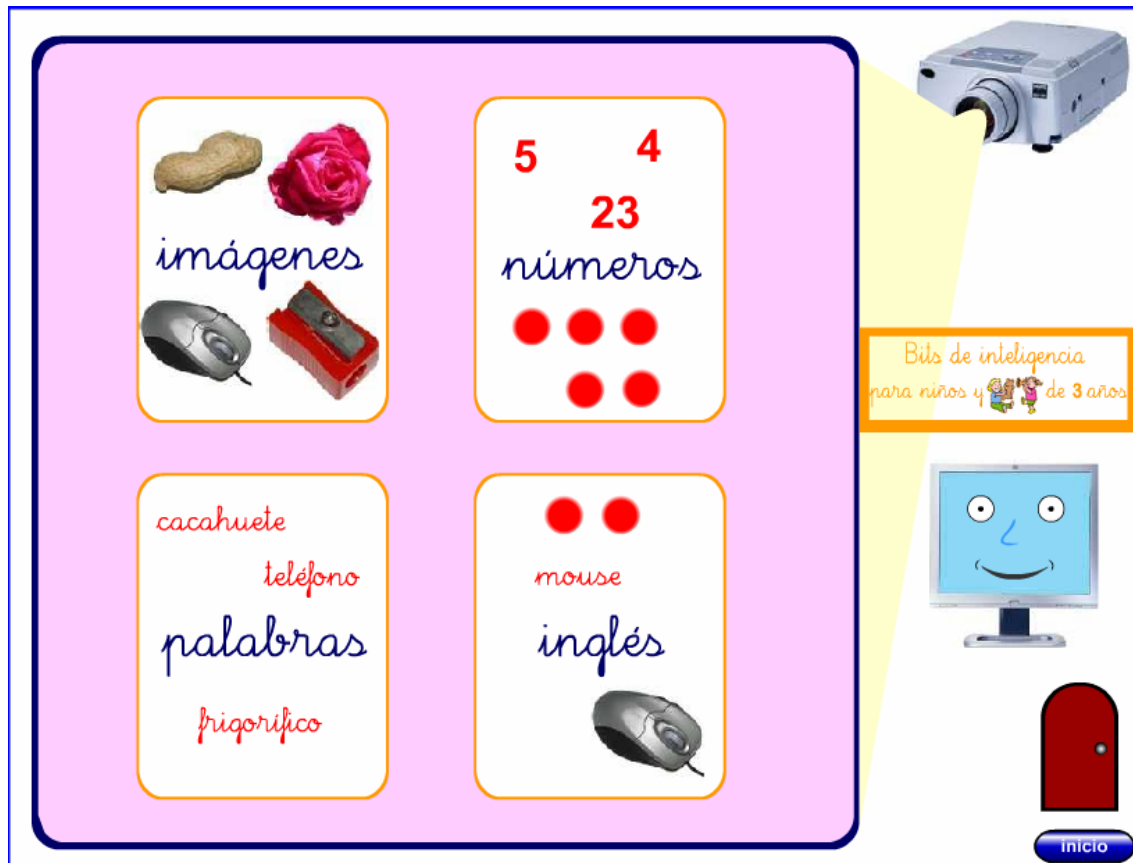 imágenes
5 4
23
números
cacahuete
teléfono
palabras
frigorífico
mouse
inglés
Bits de inteligencia
para niños y de 3 años
inicio